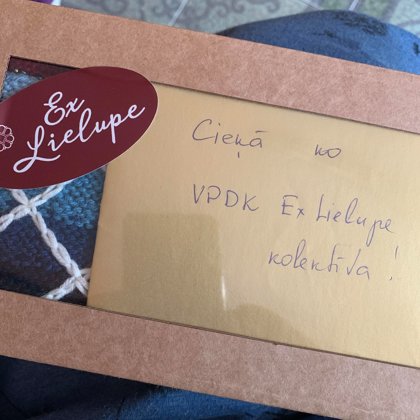 Ex
Lielupe
Cieņā no
VPDK Ex Lielupe
kolektīva!